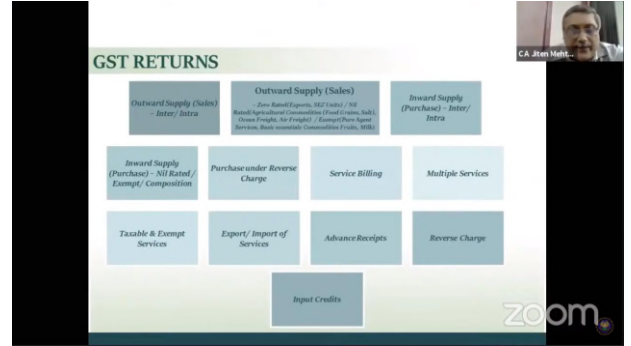 CA Jiten Meht...
GST RETURNS
Outward Supply (Sales)
– Inter/ Intra
Outward Supply (Sales)
– Zero Rated(Exports, SEZ Units) / Nil
Rated(Agricultural Commodities (Food Grains, Salt),
Ocean Freight, Air Freight) / Exempt(Pure Agent
Services, Basic essentials Commodities Fruits, Milk)
Inward Supply
(Purchase) – Inter/
Intra
Inward Supply
(Purchase) – Nil Rated /
Exempt/ Composition
Purchase under Reverse
Charge
Service Billing
Multiple Services
Taxable & Exempt
Services
Export/ Import of
Services
Advance Receipts
Reverse Charge
Input Credits
zoom